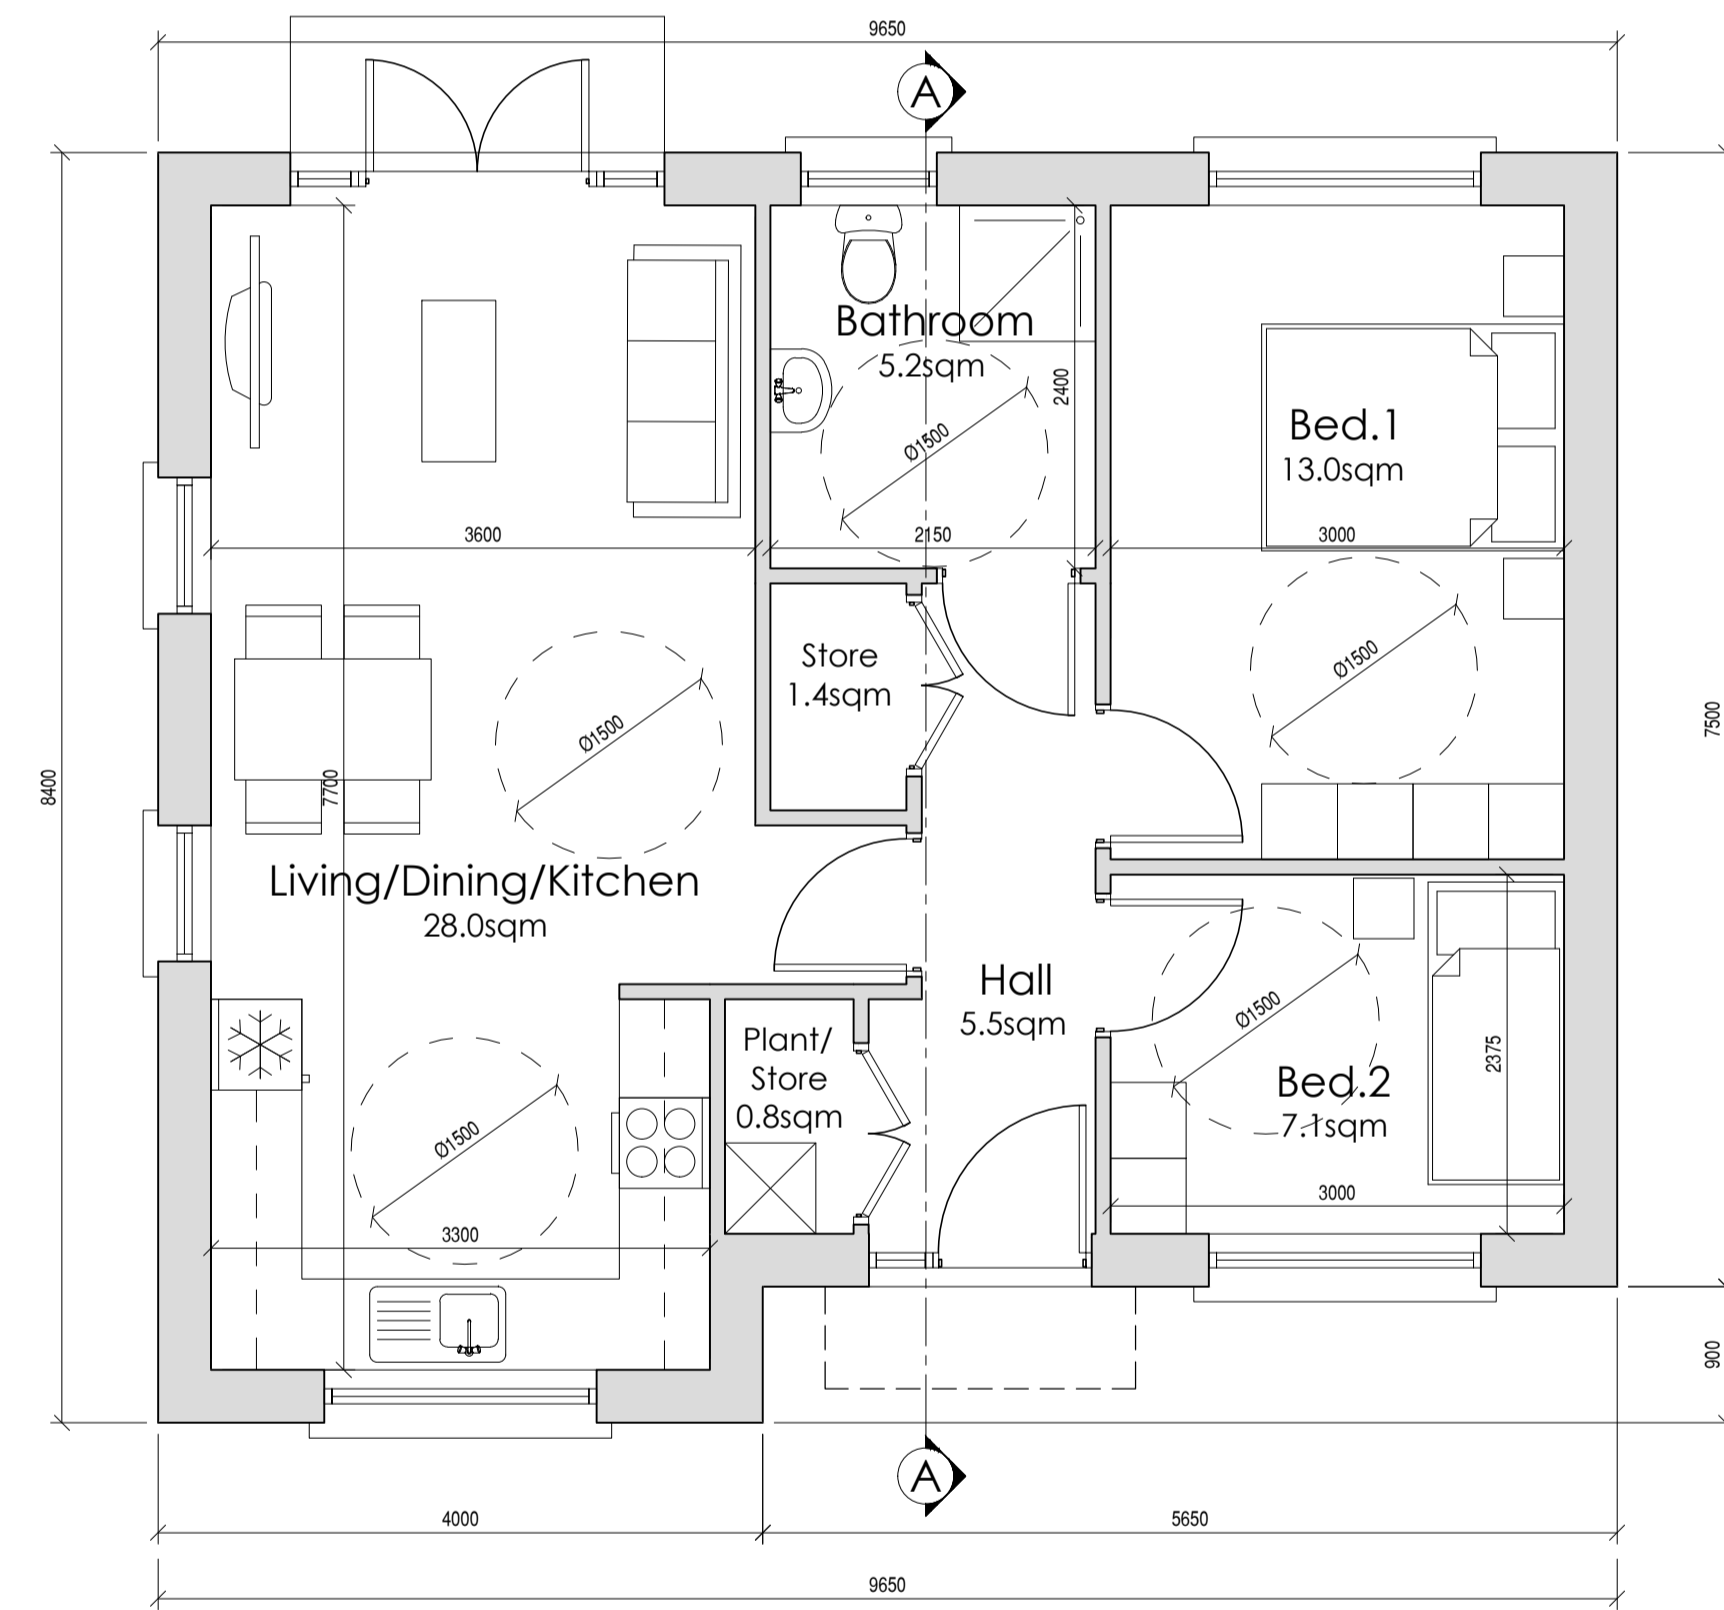 9650
A
Bathroom
5.2sqm
2400
Ø1500
Bed.1
13.0sqm
3600
2150
3000
Ø1500
Store
1.4sqm
Ø1500
7700
8400
7500
Living/Dining/Kitchen
28.0sqm
Hall
5.5sqm
Ø1500
Plant/
Store
0.8sqm
2375
Bed.2
7.1sqm
Ø1500
3000
3300
900
A
4000
5650
9650